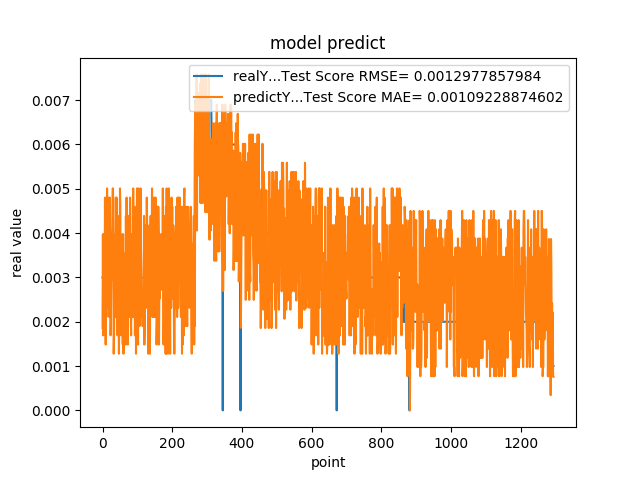 model predict
realY...Test Score RMSE= 0.0012977857984
predictY...Test Score MAE= 0.00109228874602
0.007
0.006
0.005
0.004
0.003
0.002
0.001
0.000
real value
0 200 400 600 800 1000 1200
point